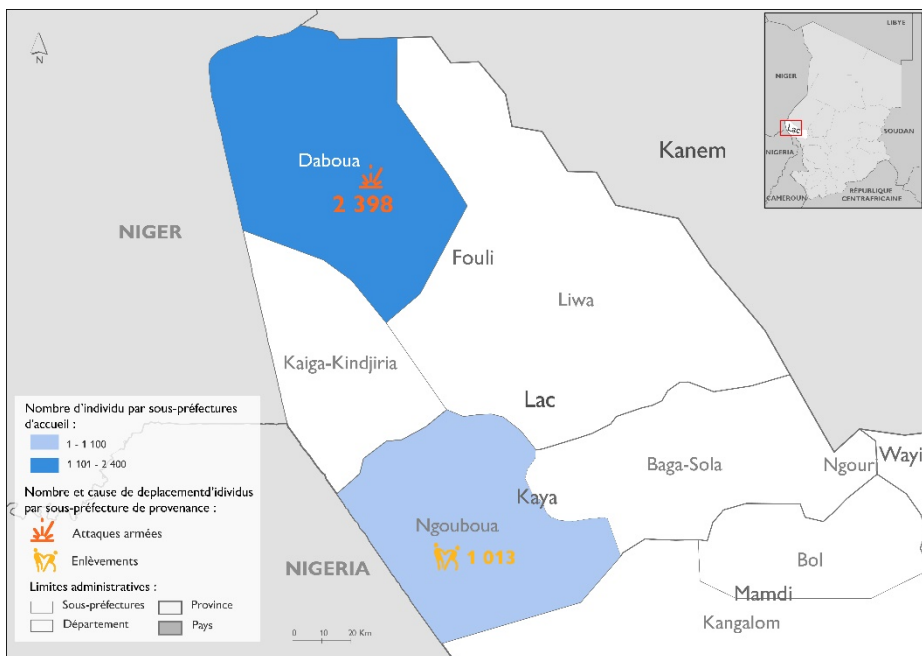 N
LIBYE
NIGER
Lac
SOUDAN
NIGERIA
CAMEROUN
RÉPUBLIQUE
CENTRAFRICAINE
Kanem
Daboua
2 398
NIGER
Fouli
Liwa
Kaiga-Kindjiria
Lac
Baga-Sola
Ngour
Wayi
Kaya
Ngouboua
1 013
NIGERIA
Bol
Mamdi
Kangalom
Nombre d'individu par sous-préfectures
d'accueil :
1 - 1 100
1 101 - 2 400
Nombre et cause de deplacementd'idividus
par sous-préfecture de provenance :
Attaques armées
Enlèvements
Limites administratives :
Sous-préfectures
Province
Département
Pays
0 10 20 Km